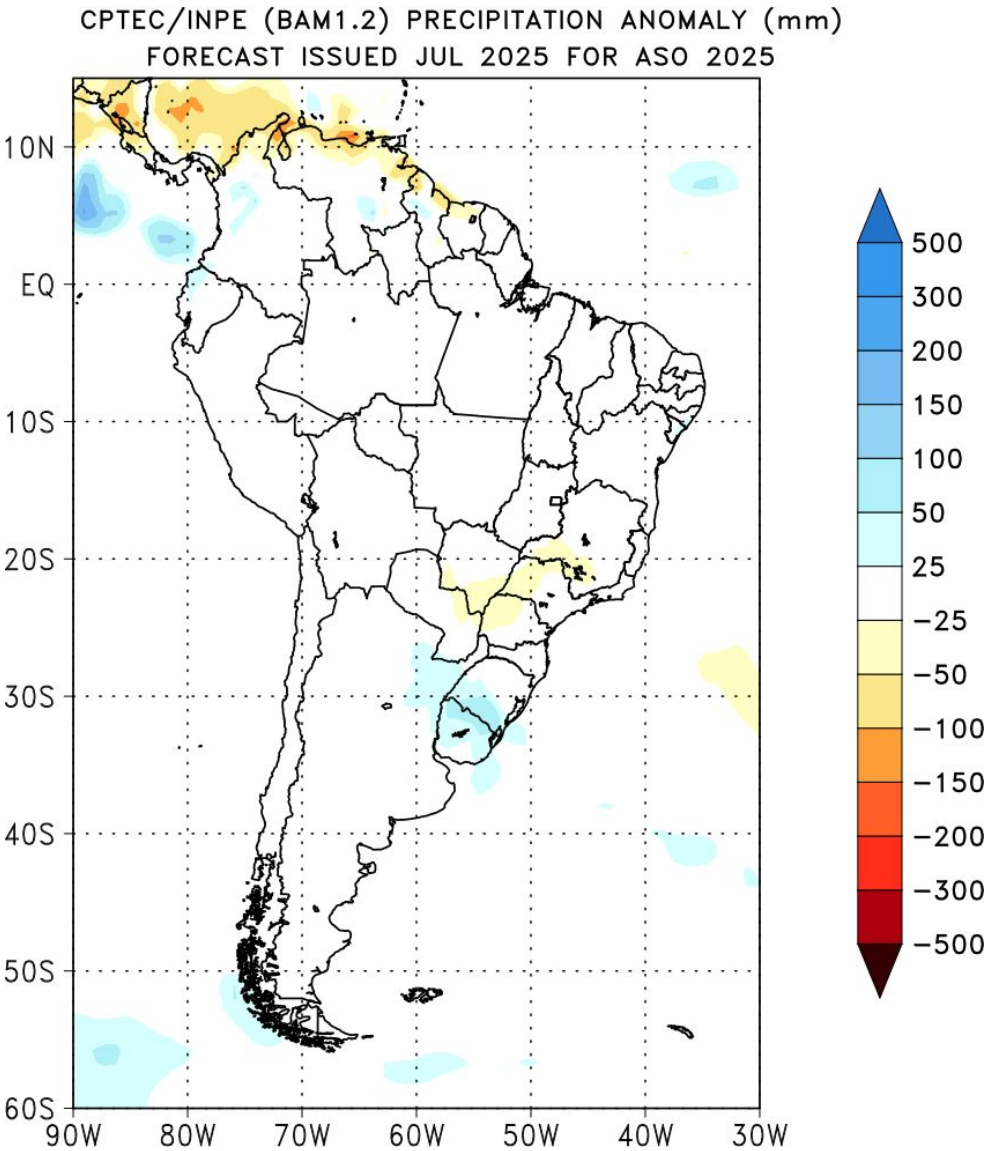 CPTEC/INPE (BAM1.2) PRECIPITATION ANOMALY (mm)
FORECAST ISSUED JUL 2025 FOR ASO 2025
10N
EQ
10S
20S
30S
40S
50S
60S
90W 80W 70W 60W 50W 40W 30W
500
300
200
150
100
50
25
−25
−50
−100
−150
−200
−300
−500